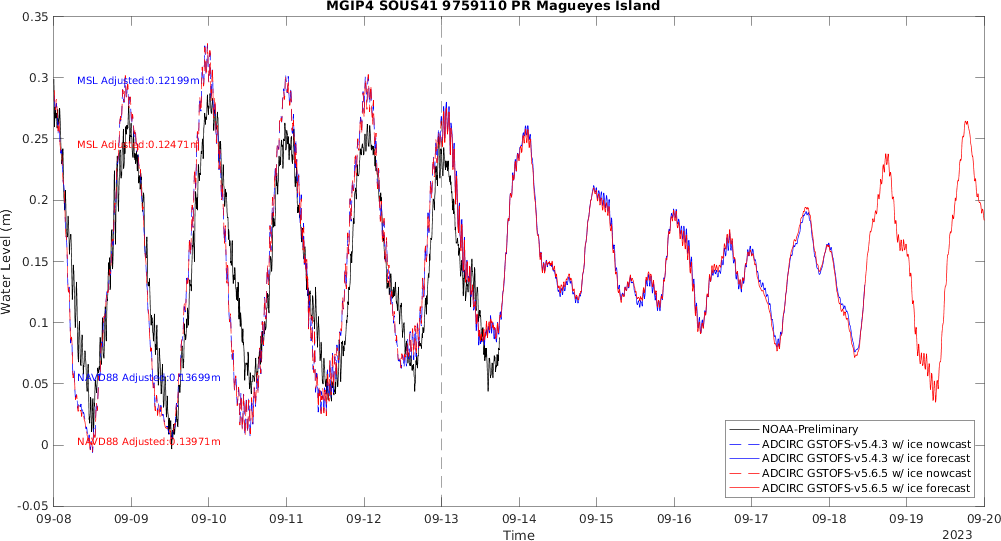 MGIP4 SOUS41 9759110 PR Magueyes Island
0.35
0.3
0.25
0.2
0.15
0.1
0.05
0
-0.05
Water Level (m)
MSL Adjusted:0.12199m
MSL Adjusted:0.12471m
NAVD88 Adjusted:0.13699m
NAVD88 Adjusted:0.13971m
NOAA-Preliminary
ADCIRC GSTOFS-v5.4.3 w/ ice nowcast
ADCIRC GSTOFS-v5.4.3 w/ ice forecast
ADCIRC GSTOFS-v5.6.5 w/ ice nowcast
ADCIRC GSTOFS-v5.6.5 w/ ice forecast
09-08 09-09 09-10 09-11 09-12 09-13 09-14 09-15 09-16 09-17 09-18 09-19 09-20
Time
2023